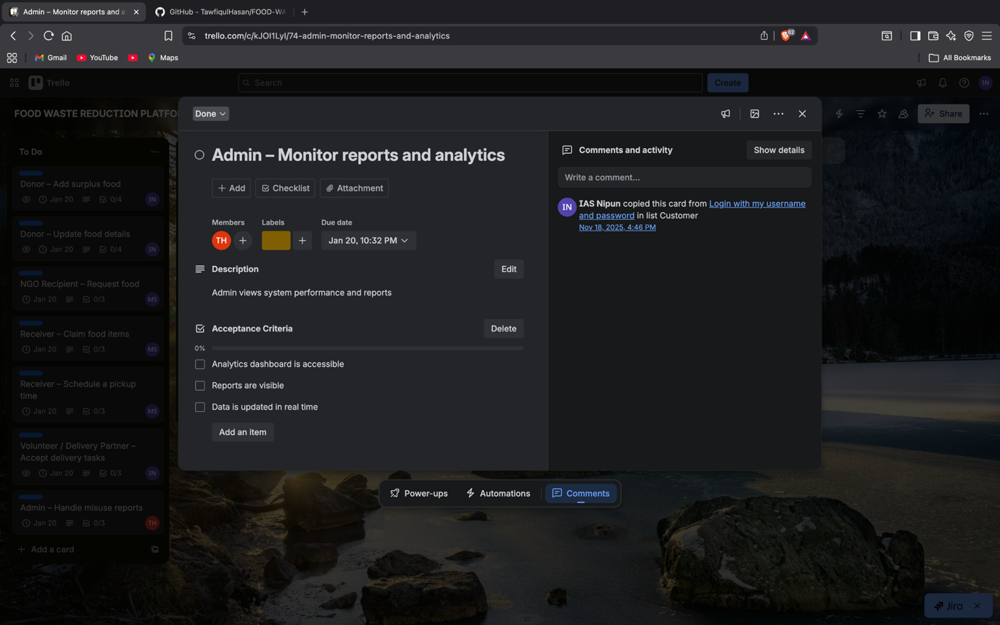 Admin – Monitor reports and a
GitHub - TawfiqulHasan/FOOD-WA
trello.com/c/kJOI1LyI/74-admin-monitor-reports-and-analytics
62
Gmail
YouTube
Maps
All Bookmarks
Trello
Search
Create
IN
FOOD WASTE REDUCTION PLATFO
Share
To Do
Donor – Add surplus food
Jan 20
0/4
IN
Donor – Update food details
Jan 20
0/4
IN
NGO Recipient – Request food
Jan 20
0/3
MS
Receiver – Claim food items
Jan 20
0/3
MS
Receiver – Schedule a pickup
time
Jan 20
0/3
MS
Volunteer / Delivery Partner –
Accept delivery tasks
Jan 20
0/3
IN
Admin – Handle misuse reports
Jan 20
0/3
TH
Add a card
Done
Admin – Monitor reports and analytics
Add
Checklist
Attachment
Members
Labels
Due date
TH
Jan 20, 10:32 PM
Description
Edit
Admin views system performance and reports
Acceptance Criteria
Delete
0%
Analytics dashboard is accessible
Reports are visible
Data is updated in real time
Add an item
Comments and activity
Show details
Write a comment...
IN
IAS Nipun copied this card from Login with my username
and password in list Customer
Nov 18, 2025, 4:46 PM
Power-ups
Automations
Comments
Jira